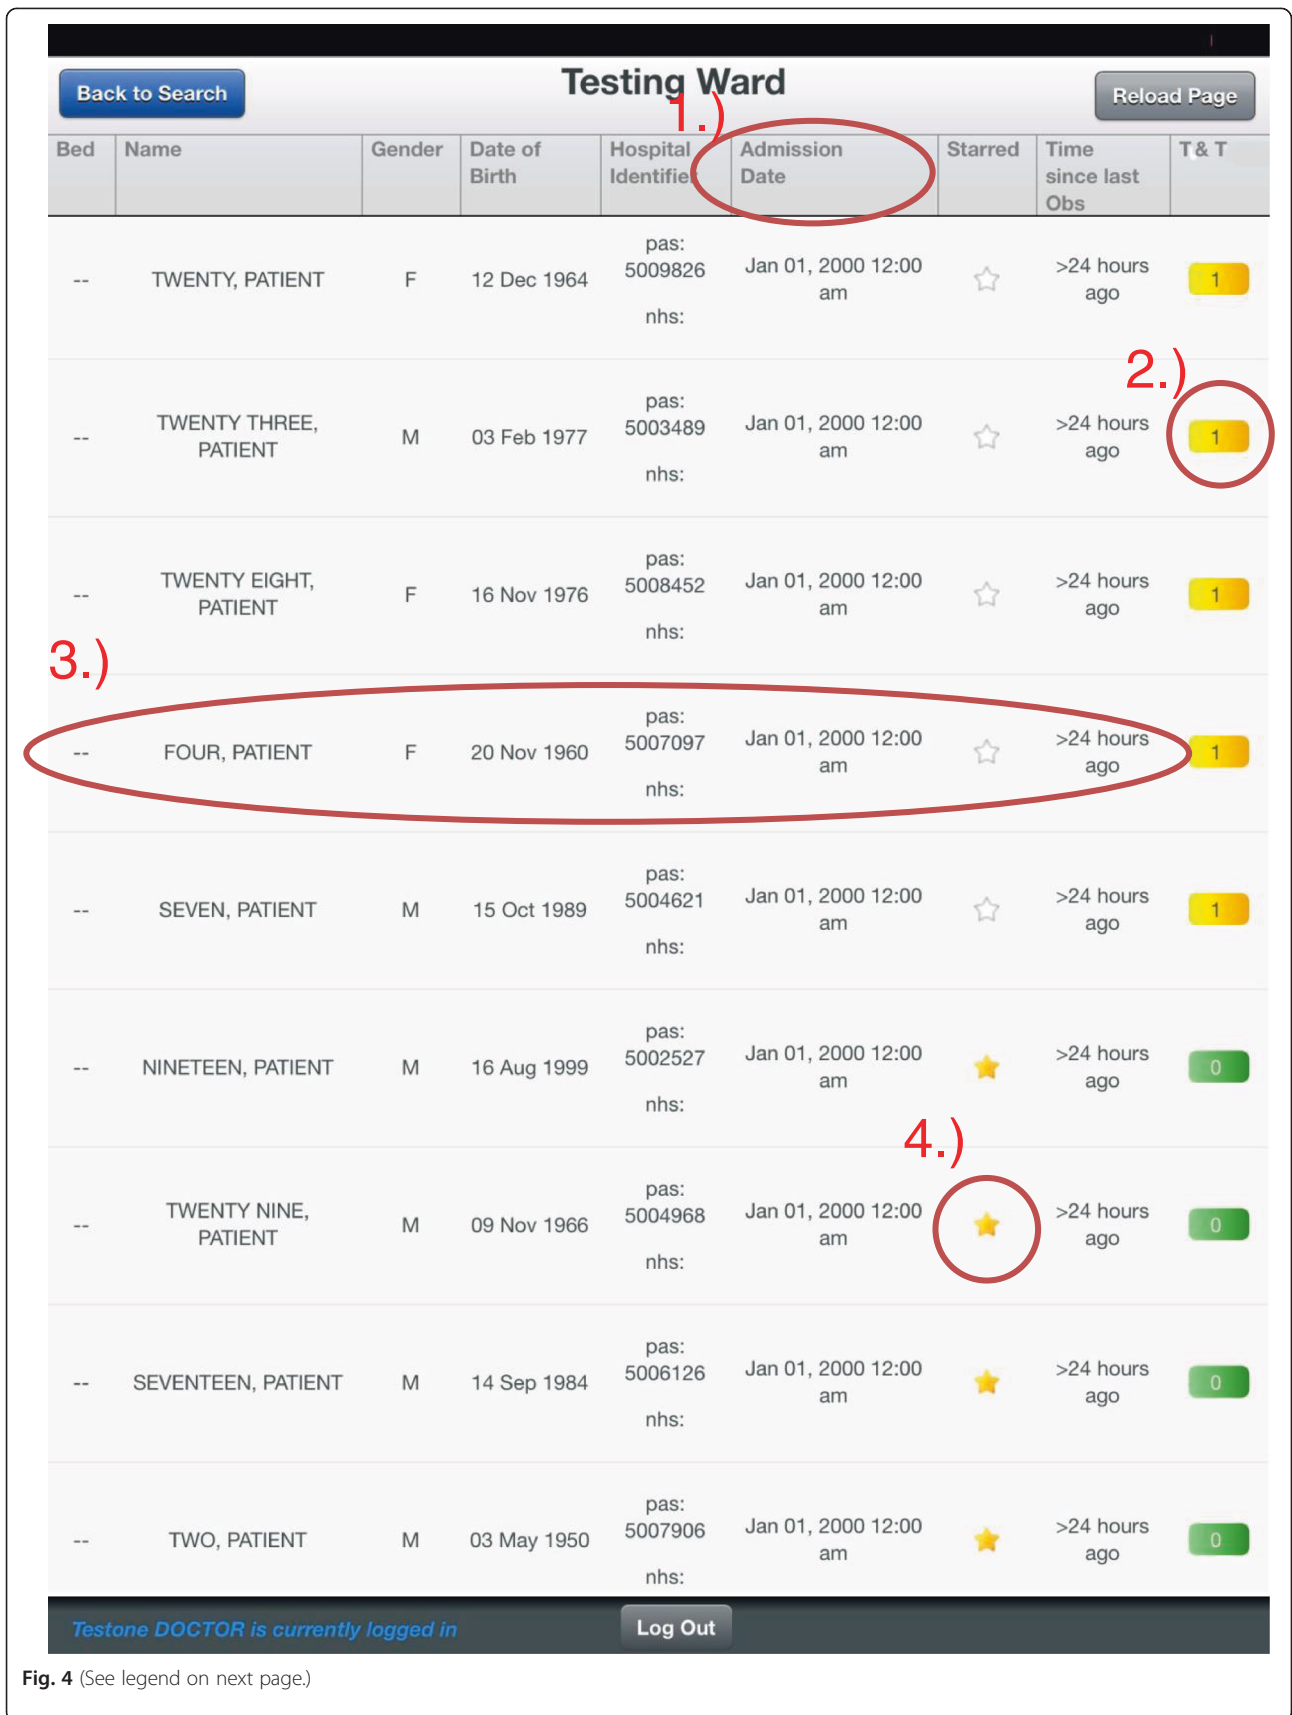 Testing Ward
Back to Search
Reload Page
1.)
Bed Name Gender Date of Birth Hospital Identifier Admission Date Starred Time since last Obs T & T
-- TWENTY, PATIENT F 12 Dec 1964 pas: 5009826 nhs: Jan 01, 2000 12:00 am >24 hours ago 1
2.)
-- TWENTY THREE, PATIENT M 03 Feb 1977 pas: 5003489 nhs: Jan 01, 2000 12:00 am >24 hours ago 1
-- TWENTY EIGHT, PATIENT F 16 Nov 1976 pas: 5008452 nhs: Jan 01, 2000 12:00 am >24 hours ago 1
3.)
-- FOUR, PATIENT F 20 Nov 1960 pas: 5007097 nhs: Jan 01, 2000 12:00 am >24 hours ago 1
-- SEVEN, PATIENT M 15 Oct 1989 pas: 5004621 nhs: Jan 01, 2000 12:00 am >24 hours ago 1
-- NINETEEN, PATIENT M 16 Aug 1999 pas: 5002527 nhs: Jan 01, 2000 12:00 am >24 hours ago 0
4.)
-- TWENTY NINE, PATIENT M 09 Nov 1966 pas: 5004968 nhs: Jan 01, 2000 12:00 am >24 hours ago 0
-- SEVENTEEN, PATIENT M 14 Sep 1984 pas: 5006126 nhs: Jan 01, 2000 12:00 am >24 hours ago 0
-- TWO, PATIENT M 03 May 1950 pas: 5007906 nhs: Jan 01, 2000 12:00 am >24 hours ago 0
Testone DOCTOR is currently logged in
Log Out
Fig. 4 (See legend on next page.)